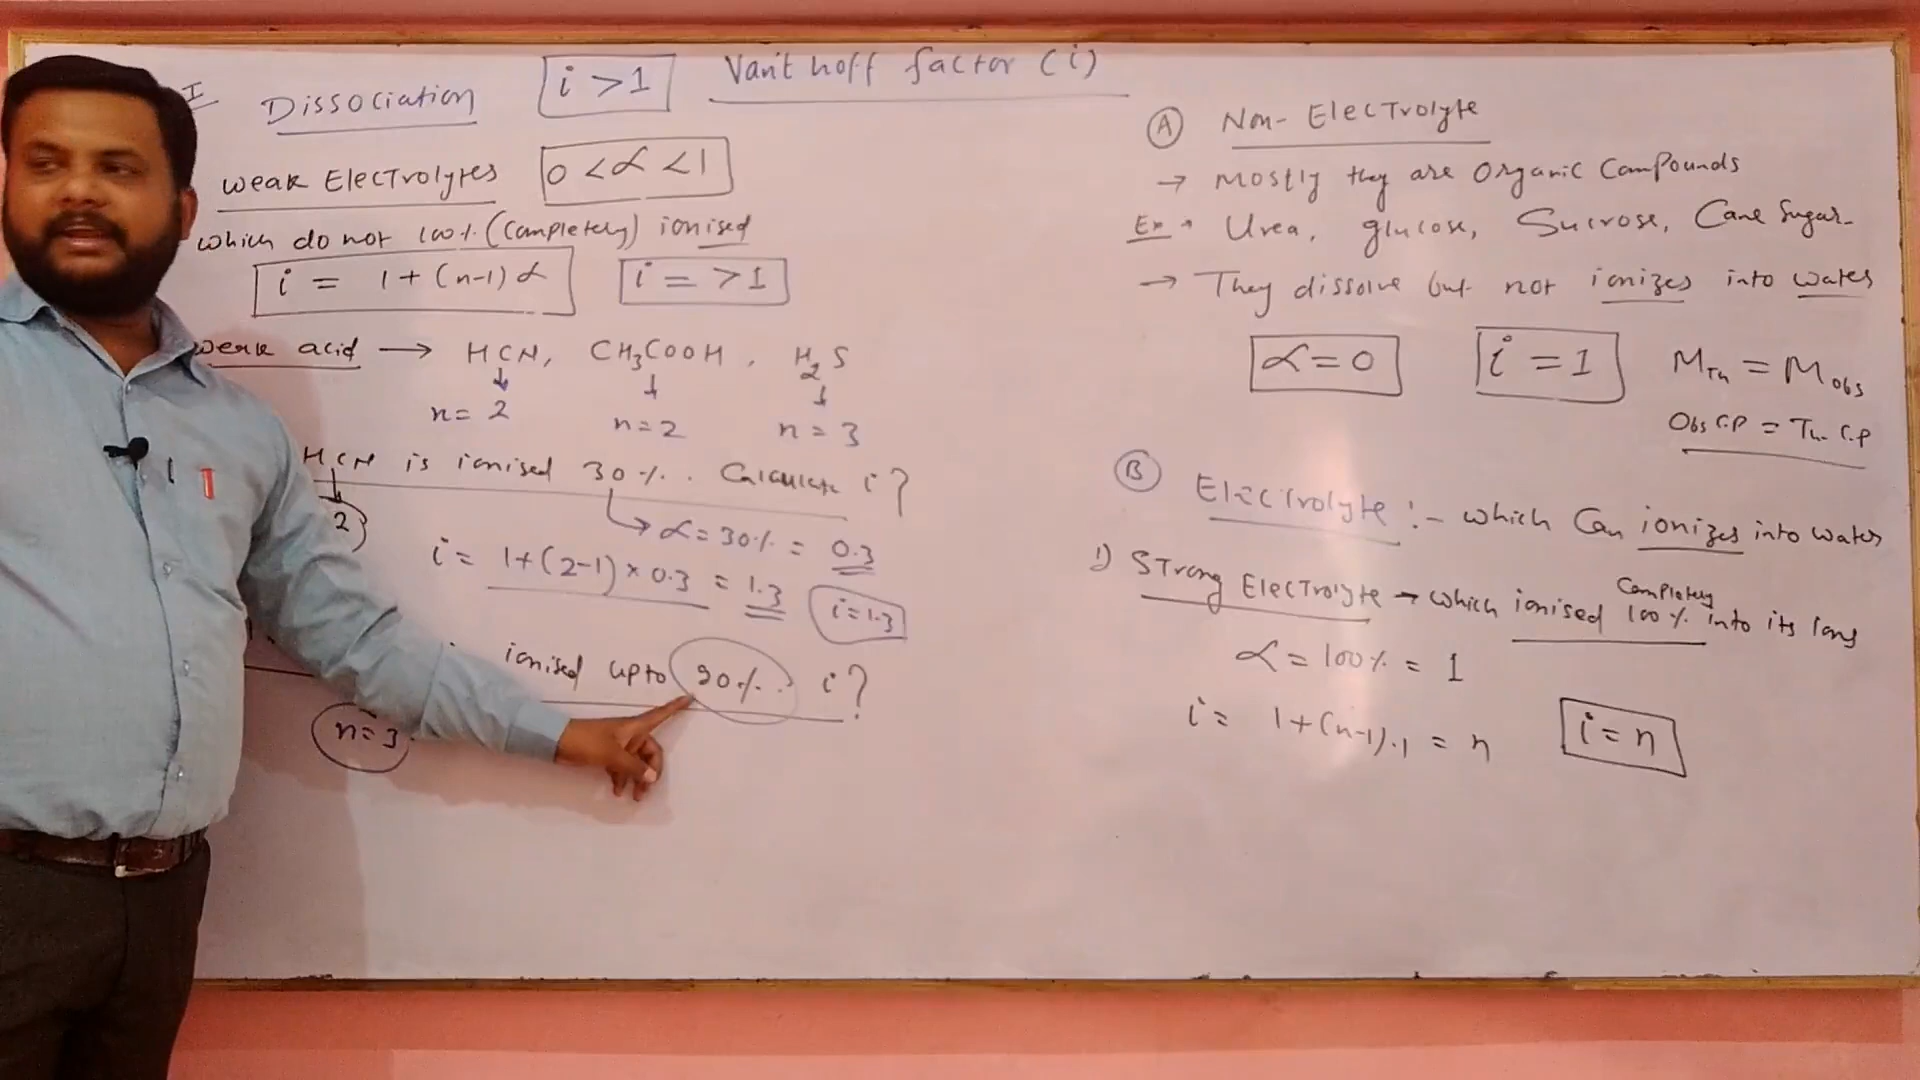 I Dissociation i > 1 Van't hoff factor (i)
Weak Electrolytes 0 < α < 1
which do not 100% (Completely) ionised
i = 1 + (n-1) α i = > 1
weak acid → HCN, CH3COOH, H2S
n = 2 n = 2 n = 3
HCN is ionised 30%. Calculate i?
2
α = 30% = 0.3
i = 1+(2-1) × 0.3 = 1.3 i = 1.3
ionised upto i?
n = 3
(A) Non-Electrolyte
→ Mostly they are organic compounds
Ex. Urea, glucose, Sucrose, Cane Sugar
→ They dissolve but not ionizes into water
α = 0 i = 1 MTh = MObs
Obs C.P = Th. C.P
(B) Electrolyte :- which Can ionizes into water
1) Strong Electrolyte → which ionised Completely 100% into its ions
α = 100% = 1
i = 1+(n-1).1 = n i = n